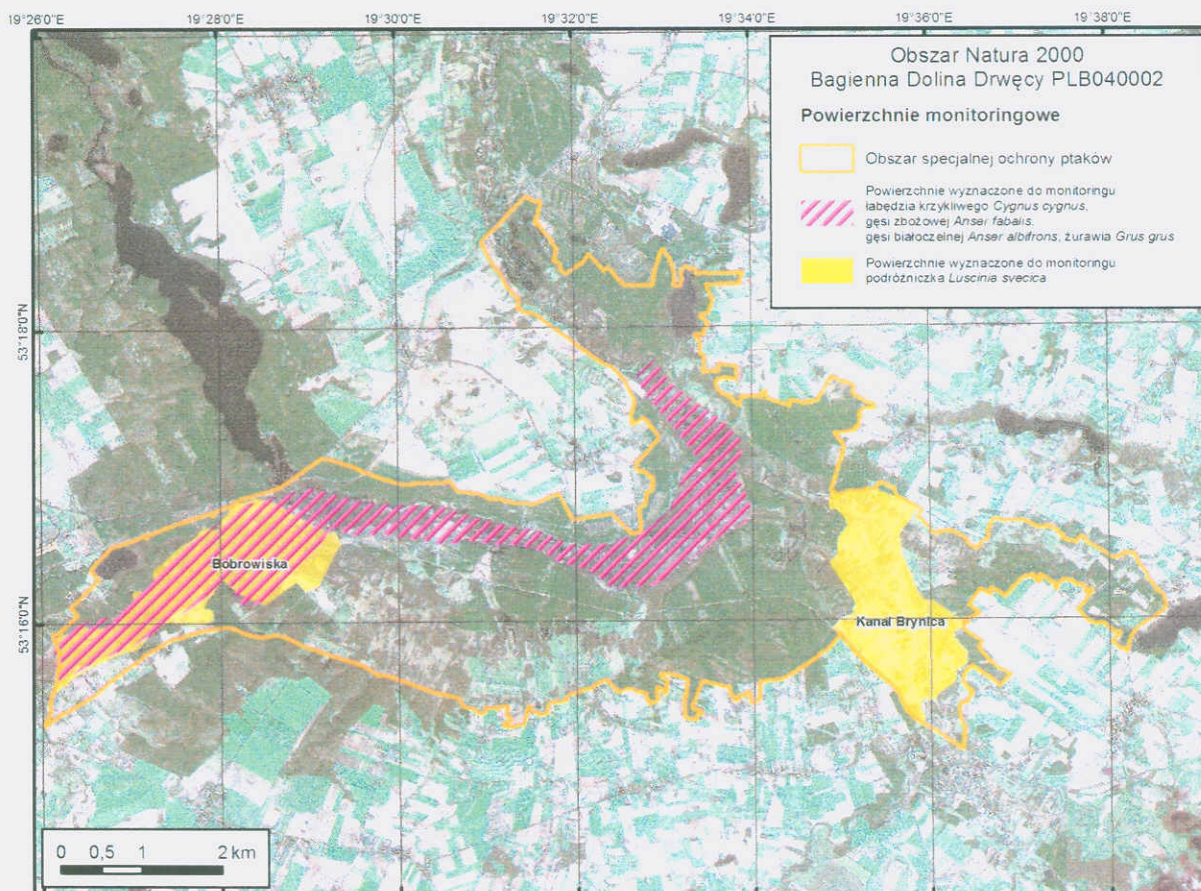 19°26'0"E 19°28'0"E 19°30'0"E 19°32'0"E 19°34'0"E 19°36'0"E 19°38'0"E
Obszar Natura 2000
Bagienna Dolina Drwęcy PLB040002
Powierzchnie monitoringowe
Obszar specjalnej ochrony ptaków
Powierzchnie wyznaczone do monitoringu
łabędzia krzykliwego Cygnus cygnus,
gęsi zbożowej Anser fabalis,
gęsi białoczelnej Anser albifrons, żurawia Grus grus
Powierzchnie wyznaczone do monitoringu
podróżniczka Luscinia svecica
53°18'0"N
Bobrowiska
53°16'0"N
Kanał Brynica
0 0,5 1 2 km